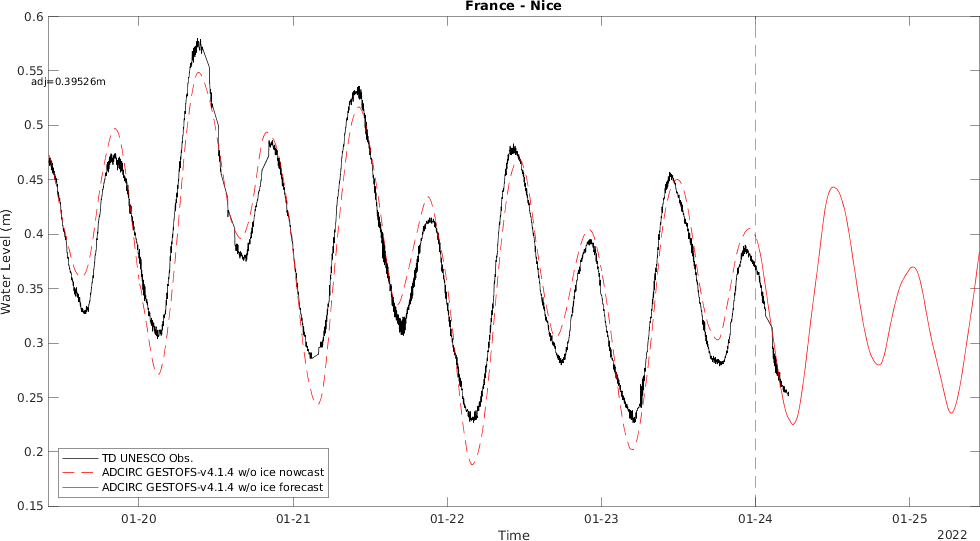 France - Nice
0.6
0.55
adj=0.39526m
0.5
0.45
0.4
0.35
0.3
0.25
0.2
0.15
Water Level (m)
TD UNESCO Obs.
ADCIRC GESTOFS-v4.1.4 w/o ice nowcast
ADCIRC GESTOFS-v4.1.4 w/o ice forecast
01-20 01-21 01-22 01-23 01-24 01-25
Time
2022